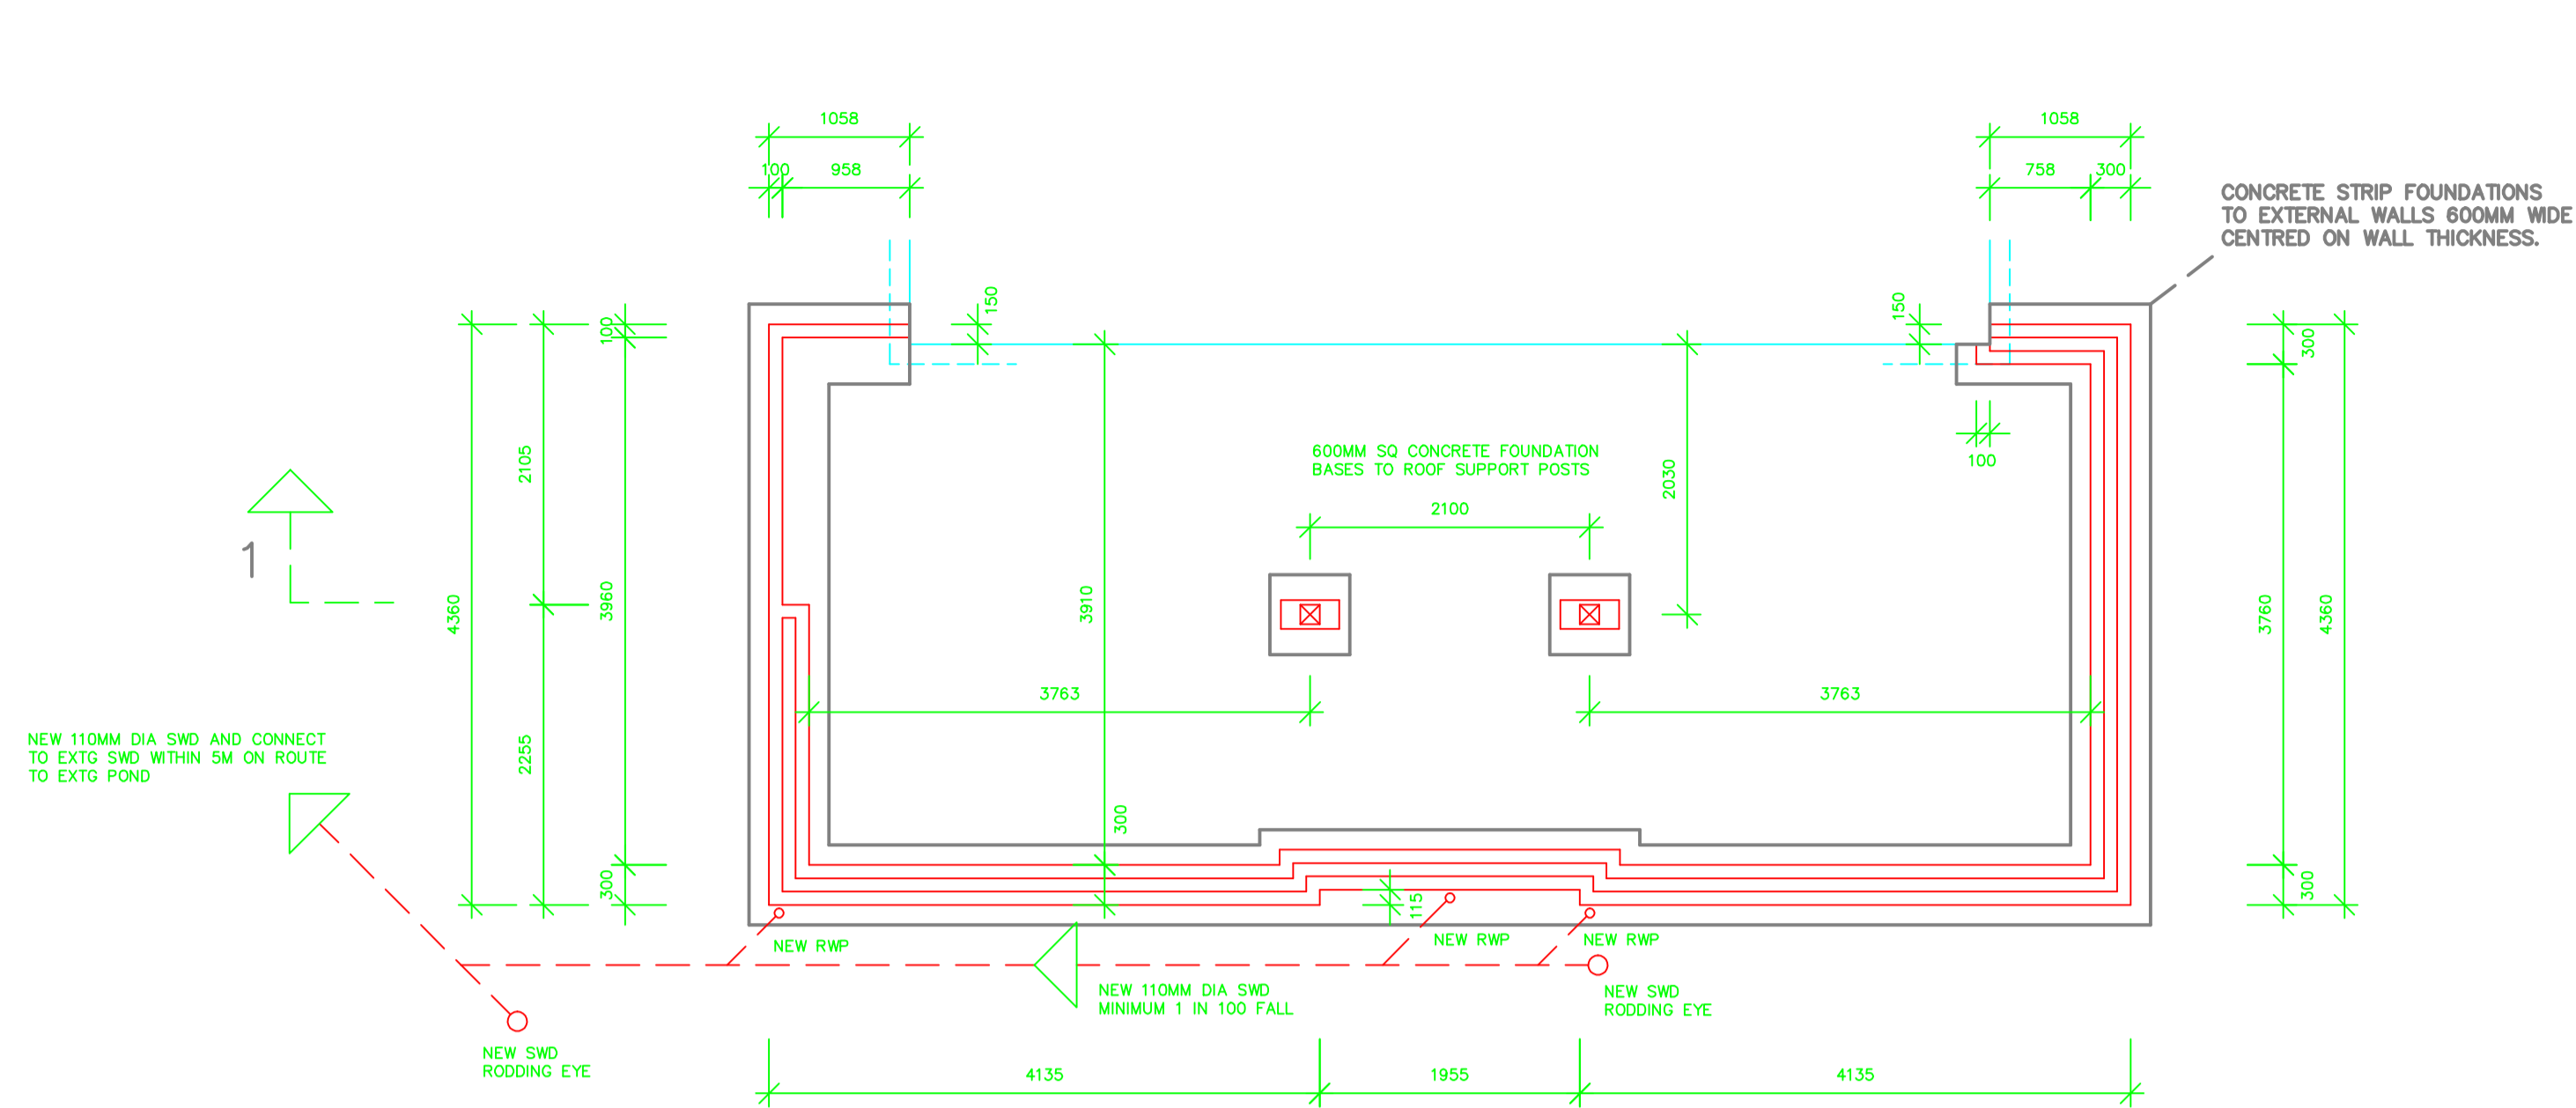 1058
1058
100
958
758
300
CONCRETE STRIP FOUNDATIONS
TO EXTERNAL WALLS 600MM WIDE
CENTRED ON WALL THICKNESS.
150
150
100
300
600MM SQ CONCRETE FOUNDATION
BASES TO ROOF SUPPORT POSTS
2105
2030
100
2100
1
4360
3960
3910
3760
4360
3763
3763
NEW 110MM DIA SWD AND CONNECT
TO EXTG SWD WITHIN 5M ON ROUTE
TO EXTG POND
2255
300
300
115
300
NEW RWP
NEW RWP
NEW RWP
NEW 110MM DIA SWD
MINIMUM 1 IN 100 FALL
NEW SWD
RODDING EYE
NEW SWD
RODDING EYE
4135
1955
4135